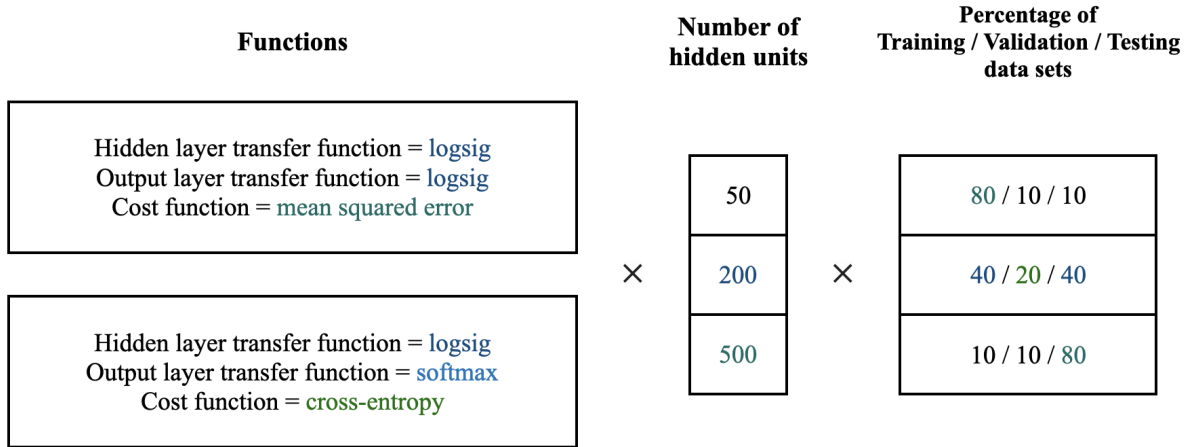 Functions
Number of
hidden units
Percentage of
Training / Validation / Testing
data sets
Hidden layer transfer function = logsig
Output layer transfer function = logsig
Cost function = mean squared error
Hidden layer transfer function = logsig
Output layer transfer function = softmax
Cost function = cross-entropy
×
50
200
500
×
80 / 10 / 10
40 / 20 / 40
10 / 10 / 80